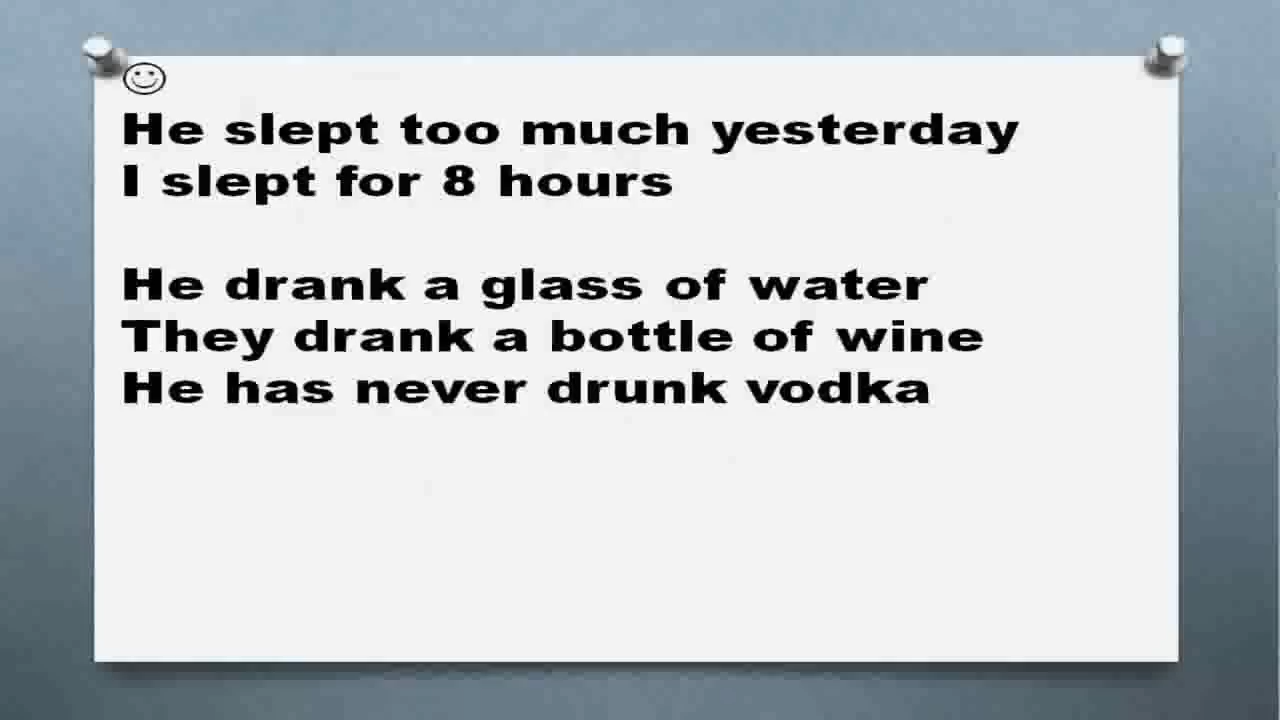 He slept too much yesterday
I slept for 8 hours
He drank a glass of water
They drank a bottle of wine
He has never drunk vodka